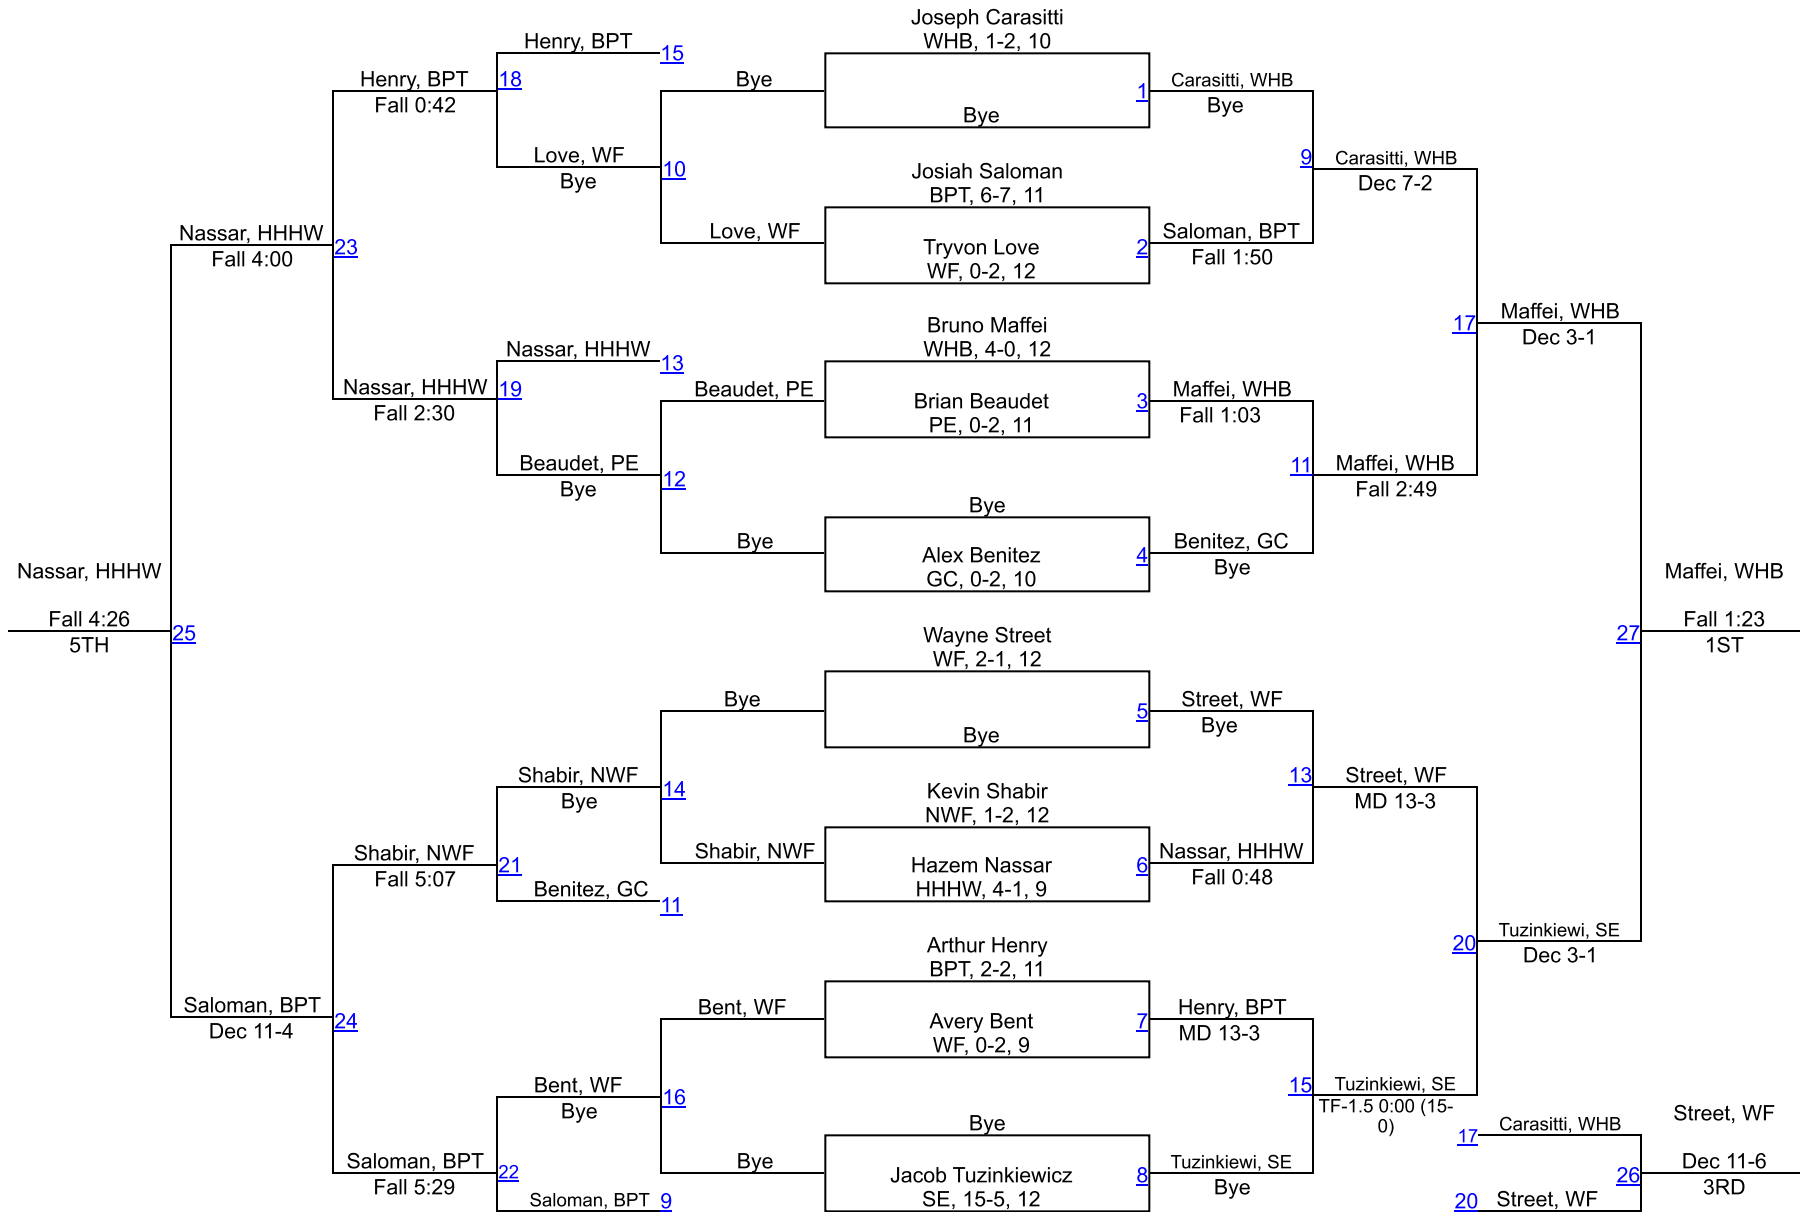 Joseph Carasitti
WHB, 1-2, 10
Henry, BPT
15
Henry, BPT
18
Bye
1
Carasitti, WHB
Fall 0:42
Bye
Bye
Love, WF
10
9
Carasitti, WHB
Bye
Josiah Saloman
Dec 7-2
BPT, 6-7, 11
Nassar, HHHW
23
Love, WF
Tryvon Love
2
Saloman, BPT
Fall 4:00
WF, 0-2, 12
Fall 1:50
Bruno Maffei
17
Maffei, WHB
WHB, 4-0, 12
Dec 3-1
Nassar, HHHW
13
Nassar, HHHW
19
Beaudet, PE
Brian Beaudet
3
Maffei, WHB
Fall 2:30
PE, 0-2, 11
Fall 1:03
Beaudet, PE
12
11
Maffei, WHB
Bye
Fall 2:49
Bye
Bye
Alex Benitez
4
Benitez, GC
GC, 0-2, 10
Bye
Nassar, HHHW
Maffei, WHB
Fall 4:26
25
27
Fall 1:23
5TH
1ST
Wayne Street
WF, 2-1, 12
Bye
5
Street, WF
Bye
Bye
Shabir, NWF
14
13
Street, WF
Bye
Kevin Shabir
MD 13-3
NWF, 1-2, 12
Shabir, NWF
21
Shabir, NWF
Hazem Nassar
6
Nassar, HHHW
Fall 5:07
HHHW, 4-1, 9
Fall 0:48
Benitez, GC
11
Arthur Henry
20
Tuzinkiewi, SE
BPT, 2-2, 11
Dec 3-1
Saloman, BPT
24
Bent, WF
Avery Bent
7
Henry, BPT
Dec 11-4
WF, 0-2, 9
MD 13-3
Bent, WF
16
15
Tuzinkiewi, SE
Bye
TF-1.5 0:00 (15-
0)
Street, WF
Bye
17
Carasitti, WHB
Saloman, BPT
22
Bye
Jacob Tuzinkiewicz
8
Tuzinkiewi, SE
26
Dec 11-6
Fall 5:29
SE, 15-5, 12
Bye
3RD
Saloman, BPT
9
20
Street, WF